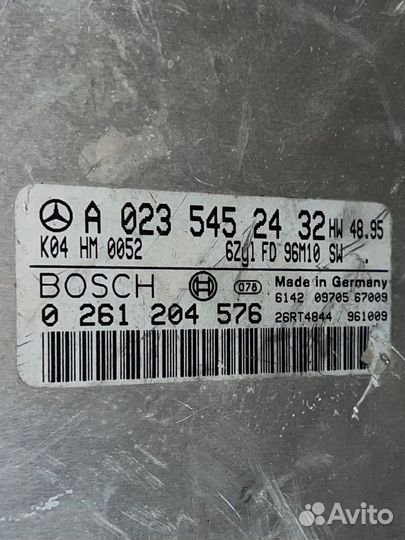 A 023 545 24 32 HW 48.95
K04 HM 0052 6Zyl FD 96M10 SW .
BOSCH 078 Made in Germany
6142 09705 67009
0 261 204 576 26RT4844 961009
Avito